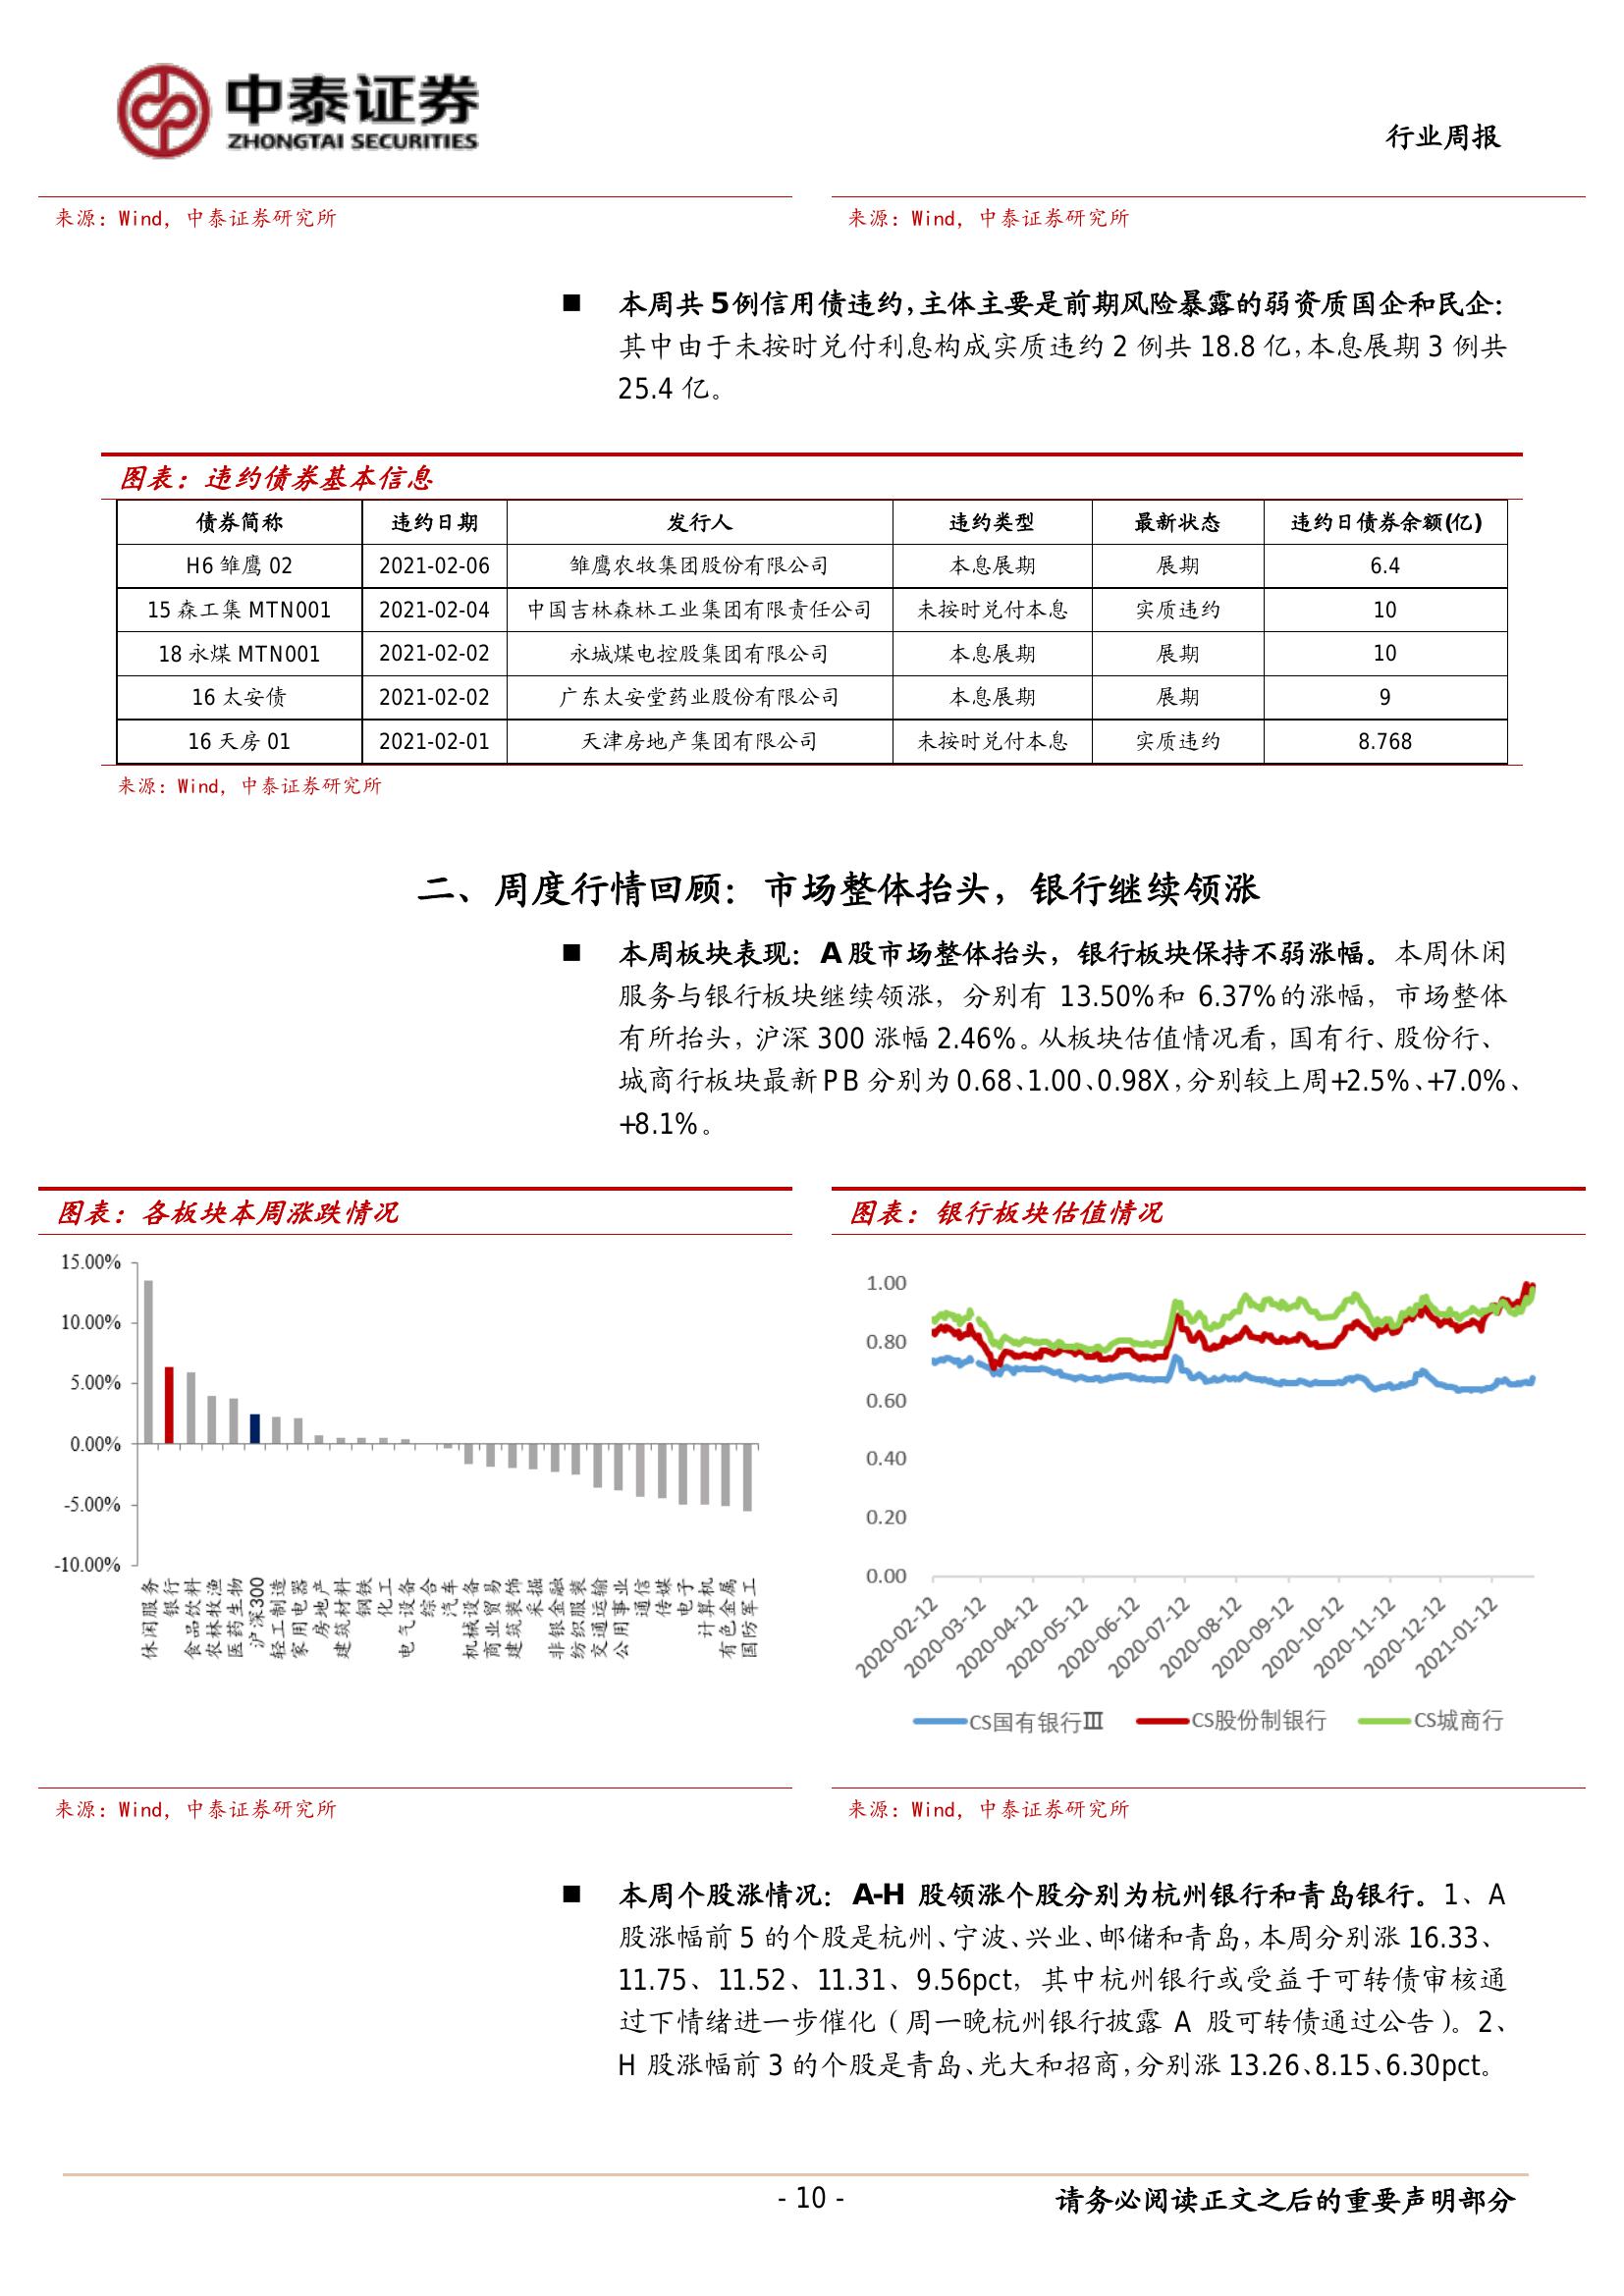 中泰证券
ZHONGTAI SECURITIES
行业周报
来源：Wind，中泰证券研究所
来源：Wind，中泰证券研究所
■ 本周共 5例信用债违约，主体主要是前期风险暴露的弱资质国企和民企：
其中由于未按时兑付利息构成实质违约 2 例共 18.8 亿，本息展期 3 例共
25.4 亿。
图表：违约债券基本信息
债券简称 违约日期 发行人 违约类型 最新状态 违约日债券余额(亿)
H6 雏鹰 02 2021-02-06 雏鹰农牧集团股份有限公司 本息展期 展期 6.4
15 森工集 MTN001 2021-02-04 中国吉林森林工业集团有限责任公司 未按时兑付本息 实质违约 10
18 永煤 MTN001 2021-02-02 永城煤电控股集团有限公司 本息展期 展期 10
16 太安债 2021-02-02 广东太安堂药业股份有限公司 本息展期 展期 9
16 天房 01 2021-02-01 天津房地产集团有限公司 未按时兑付本息 实质违约 8.768
来源：Wind，中泰证券研究所
二、周度行情回顾：市场整体抬头，银行继续领涨
■ 本周板块表现：A 股市场整体抬头，银行板块保持不弱涨幅。本周休闲
服务与银行板块继续领涨，分别有 13.50%和 6.37%的涨幅，市场整体
有所抬头，沪深 300 涨幅 2.46%。从板块估值情况看，国有行、股份行、
城商行板块最新 PB 分别为 0.68、1.00、0.98X，分别较上周+2.5%、+7.0%、
+8.1%。
图表：各板块本周涨跌情况
15.00%
10.00%
5.00%
0.00%
-5.00%
-10.00%
休闲服务
银行
食品饮料
农林牧渔
医药生物
沪深300
轻工制造
家用电器
房地产
建筑材料
钢铁
化工
电气设备
综合
汽车
机械设备
商业贸易
建筑装饰
采掘
非银金融
纺织服装
交通运输
公用事业
通信
传媒
电子
计算机
有色金属
国防军工
图表：银行板块估值情况
1.00
0.80
0.60
0.40
0.20
0.00
2020-02-12
2020-03-12
2020-04-12
2020-05-12
2020-06-12
2020-07-12
2020-08-12
2020-09-12
2020-10-12
2020-11-12
2020-12-12
2021-01-12
CS国有银行Ⅲ CS股份制银行 CS城商行
来源：Wind，中泰证券研究所
来源：Wind，中泰证券研究所
■ 本周个股涨情况：A-H 股领涨个股分别为杭州银行和青岛银行。1、A
股涨幅前 5 的个股是杭州、宁波、兴业、邮储和青岛，本周分别涨 16.33、
11.75、11.52、11.31、9.56pct，其中杭州银行或受益于可转债审核通
过下情绪进一步催化（周一晚杭州银行披露 A 股可转债通过公告）。2、
H 股涨幅前 3 的个股是青岛、光大和招商，分别涨 13.26、8.15、6.30pct。
- 10 -
请务必阅读正文之后的重要声明部分